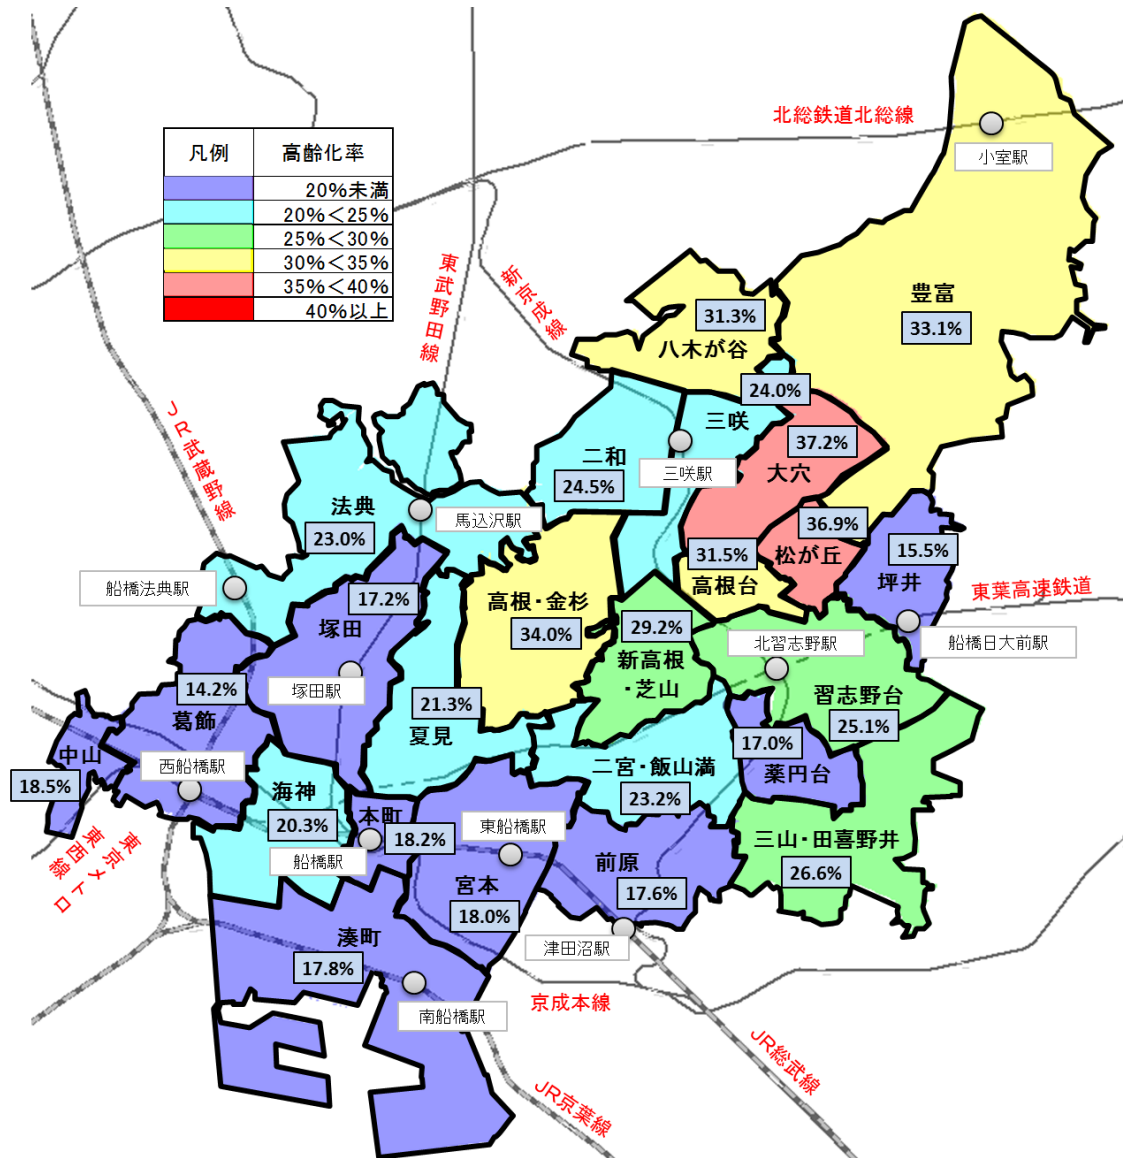 凡例 高齢化率
20%未満
20%<25%
25%<30%
30%<35%
35%<40%
40%以上
北総鉄道北総線
小室駅
東武野田線
新京成線
豊富
33.1%
31.3%
八木が谷
24.0%
三咲
三咲駅
37.2%
大穴
二和
24.5%
JR武蔵野線
法典
23.0%
馬込沢駅
36.9%
松が丘
15.5%
坪井
31.5%
高根台
船橋法典駅
17.2%
塚田
高根・金杉
34.0%
東葉高速鉄道
船橋日大前駅
29.2%
新高根
・芝山
北習志野駅
14.2%
葛飾
塚田駅
21.3%
夏見
習志野台
25.1%
中山
18.5%
西船橋駅
海神
20.3%
二宮・飯山満
23.2%
17.0%
薬円台
本町
18.2%
船橋駅
東船橋駅
宮本
18.0%
前原
17.6%
三山・田喜野井
26.6%
東京メトロ
東西線
湊町
17.8%
津田沼駅
南船橋駅
京成本線
JR総武線
JR京葉線